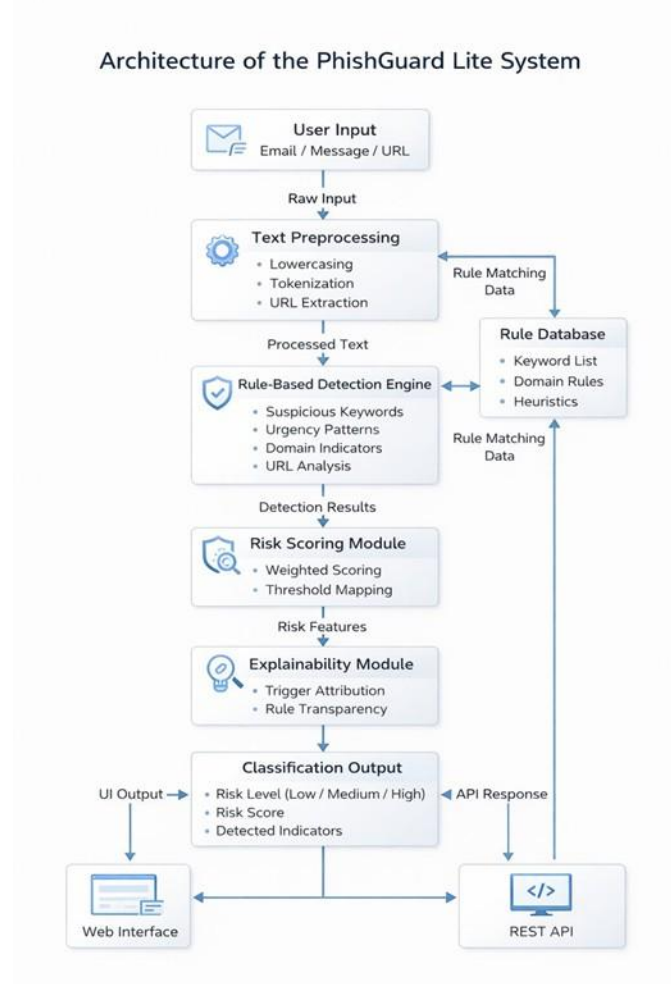 Architecture of the PhishGuard Lite System
User Input
Email / Message / URL
Raw Input
Text Preprocessing
• Lowercasing
• Tokenization
• URL Extraction
Rule Matching
Data
Rule Database
• Keyword List
• Domain Rules
• Heuristics
Processed Text
Rule-Based Detection Engine
• Suspicious Keywords
• Urgency Patterns
• Domain Indicators
• URL Analysis
Rule Matching
Data
Detection Results
Risk Scoring Module
• Weighted Scoring
• Threshold Mapping
Risk Features
Explainability Module
• Trigger Attribution
• Rule Transparency
Classification Output
UI Output
• Risk Level (Low / Medium / High)
• Risk Score
• Detected Indicators
API Response
Web Interface
</>
REST API